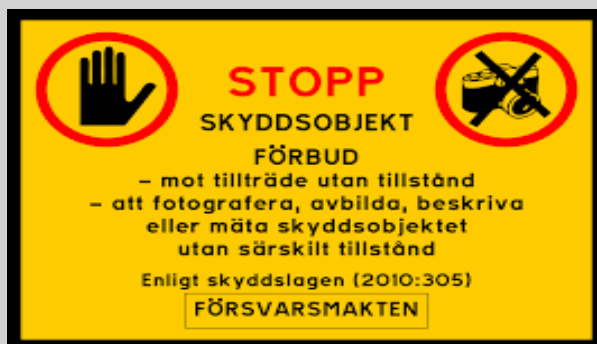 STOPP
SKYDDSOBJEKT
FÖRBUD
– mot tillträde utan tillstånd
– att fotografera, avbilda, beskriva
eller mäta skyddsobjektet
utan särskilt tillstånd
Enligt skyddslagen (2010:305)
FÖRSVARSMAKTEN